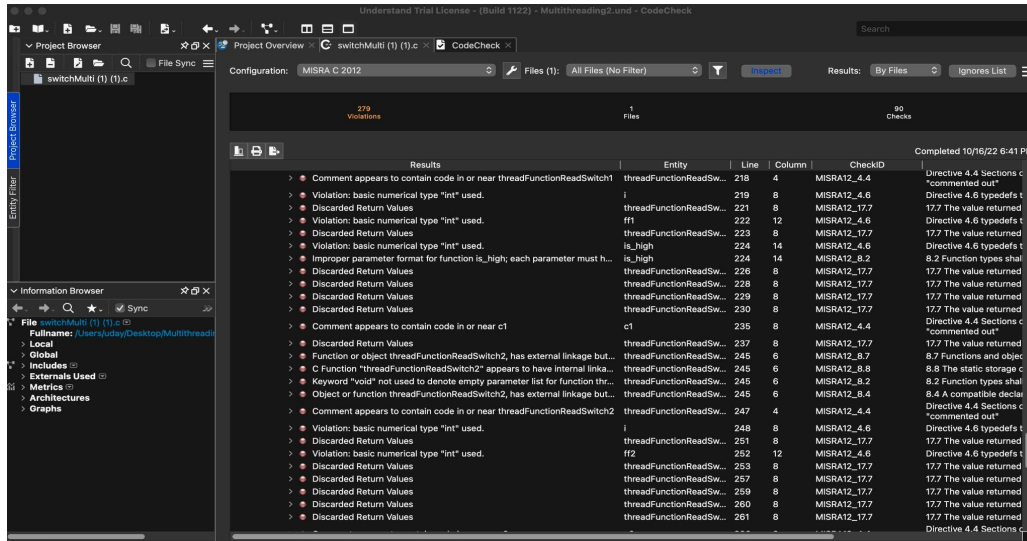 Understand Trial License - (Build 1122) - Multithreading2.und - CodeCheck
Search
Project Browser
File Sync
switchMulti (1) (1).c
Project Browser
Entity Filter
Information Browser
Sync
File switchMulti (1) (1).c
Fullname: /Users/uday/Desktop/Multithreadin
Local
Global
Includes
Externals Used
Metrics
Architectures
Graphs
Project Overview switchMulti (1) (1).c CodeCheck
Configuration: MISRA C 2012 Files (1): All Files (No Filter) Inspect Results: By Files Ignores List
279 1 90
Violations Files Checks
Completed 10/16/22 6:41 P
Results Entity Line Column CheckID
Comment appears to contain code in or near threadFunctionReadSwitch1 threadFunctionReadSw... 218 4 MISRA12_4.4 Directive 4.4 Sections c
"commented out"
Violation: basic numerical type "int" used. i 219 8 MISRA12_4.6 Directive 4.6 typedefs t
Discarded Return Values threadFunctionReadSw... 221 8 MISRA12_17.7 17.7 The value returned
Violation: basic numerical type "int" used. ff1 222 12 MISRA12_4.6 Directive 4.6 typedefs t
Discarded Return Values threadFunctionReadSw... 223 8 MISRA12_17.7 17.7 The value returned
Violation: basic numerical type "int" used. is_high 224 14 MISRA12_4.6 Directive 4.6 typedefs t
Improper parameter format for function is_high; each parameter must h... is_high 224 14 MISRA12_8.2 8.2 Function types shal
Discarded Return Values threadFunctionReadSw... 226 8 MISRA12_17.7 17.7 The value returned
Discarded Return Values threadFunctionReadSw... 228 8 MISRA12_17.7 17.7 The value returned
Discarded Return Values threadFunctionReadSw... 229 8 MISRA12_17.7 17.7 The value returned
Discarded Return Values threadFunctionReadSw... 230 8 MISRA12_17.7 17.7 The value returned
Comment appears to contain code in or near c1 c1 235 8 MISRA12_4.4 Directive 4.4 Sections c
"commented out"
Discarded Return Values threadFunctionReadSw... 237 8 MISRA12_17.7 17.7 The value returned
Function or object threadFunctionReadSwitch2, has external linkage but... threadFunctionReadSw... 245 6 MISRA12_8.7 8.7 Functions and objec
C Function "threadFunctionReadSwitch2" appears to have internal linka... threadFunctionReadSw... 245 6 MISRA12_8.8 8.8 The static storage c
Keyword "void" not used to denote empty parameter list for function thr... threadFunctionReadSw... 245 6 MISRA12_8.2 8.2 Function types shal
Object or function threadFunctionReadSwitch2, has external linkage but... threadFunctionReadSw... 245 6 MISRA12_8.4 8.4 A compatible declar
Comment appears to contain code in or near threadFunctionReadSwitch2 threadFunctionReadSw... 247 4 MISRA12_4.4 Directive 4.4 Sections c
"commented out"
Violation: basic numerical type "int" used. i 248 8 MISRA12_4.6 Directive 4.6 typedefs t
Discarded Return Values threadFunctionReadSw... 251 8 MISRA12_17.7 17.7 The value returned
Violation: basic numerical type "int" used. ff2 252 12 MISRA12_4.6 Directive 4.6 typedefs t
Discarded Return Values threadFunctionReadSw... 253 8 MISRA12_17.7 17.7 The value returned
Discarded Return Values threadFunctionReadSw... 257 8 MISRA12_17.7 17.7 The value returned
Discarded Return Values threadFunctionReadSw... 259 8 MISRA12_17.7 17.7 The value returned
Discarded Return Values threadFunctionReadSw... 260 8 MISRA12_17.7 17.7 The value returned
Discarded Return Values threadFunctionReadSw... 261 8 MISRA12_17.7 17.7 The value returned
Directive 4.4 Sections c